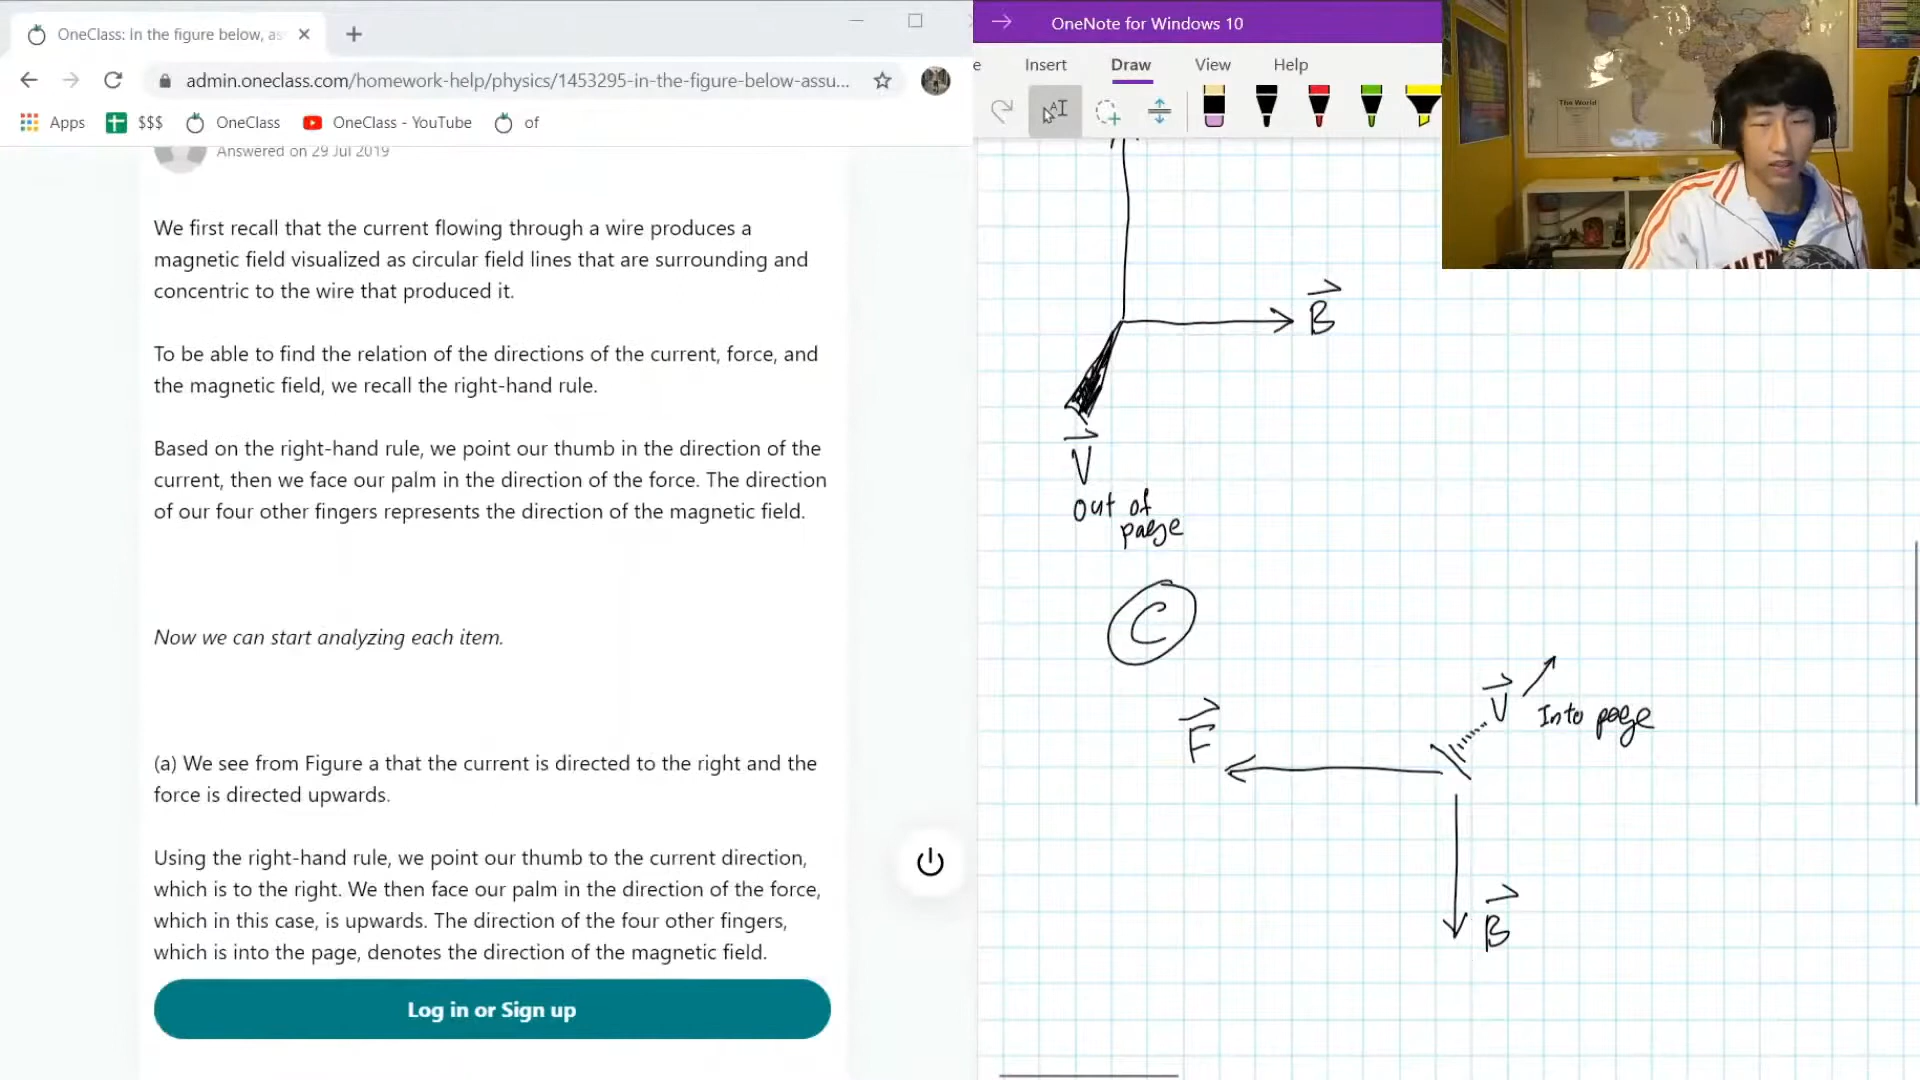 OneClass: In the figure below, as
OneNote for Windows 10
admin.oneclass.com/homework-help/physics/1453295-in-the-figure-below-assu...
Insert
Draw
View
Help
Apps
$$$
OneClass
OneClass - YouTube
of
Answered on 29 Jul 2019
We first recall that the current flowing through a wire produces a
magnetic field visualized as circular field lines that are surrounding and
concentric to the wire that produced it.
To be able to find the relation of the directions of the current, force, and
the magnetic field, we recall the right-hand rule.
Based on the right-hand rule, we point our thumb in the direction of the
current, then we face our palm in the direction of the force. The direction
of our four other fingers represents the direction of the magnetic field.
Now we can start analyzing each item.
(a) We see from Figure a that the current is directed to the right and the
force is directed upwards.
Using the right-hand rule, we point our thumb to the current direction,
which is to the right. We then face our palm in the direction of the force,
which in this case, is upwards. The direction of the four other fingers,
which is into the page, denotes the direction of the magnetic field.
Log in or Sign up
B
V
Out of
page
C
F
V
Into page
B
The World